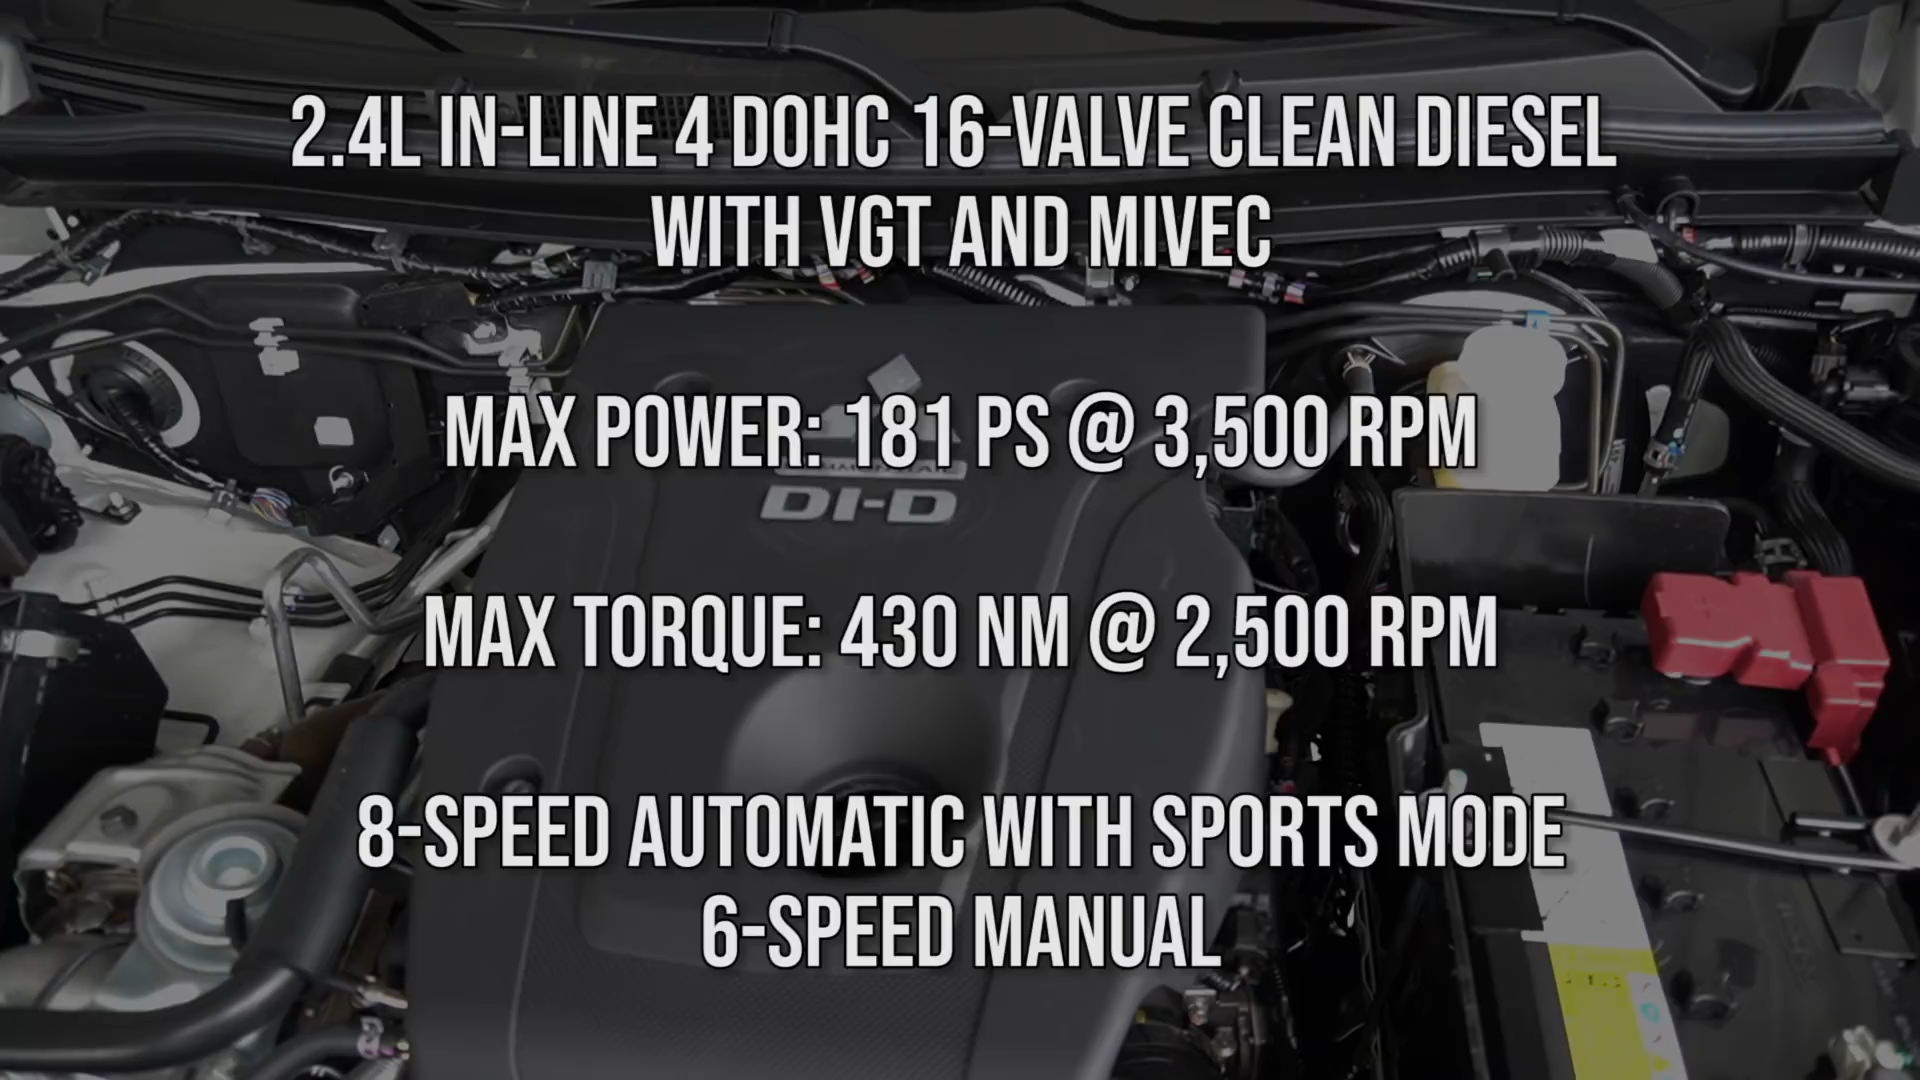 2.4L IN-LINE 4 DOHC 16-VALVE CLEAN DIESEL
WITH VGT AND MIVEC
MAX POWER: 181 PS @ 3,500 RPM
DI-D
MAX TORQUE: 430 NM @ 2,500 RPM
8-SPEED AUTOMATIC WITH SPORTS MODE
6-SPEED MANUAL